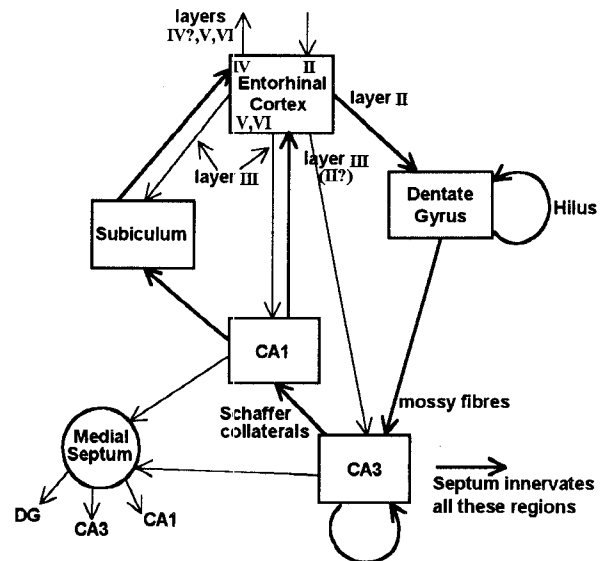 layers
IV?,V,VI
IV
II
Entorhinal
Cortex
V,VI
layer II
layer III
layer III
(II?)
Dentate
Gyrus
Hilus
Subiculum
CA1
mossy fibres
Schaffer
collaterals
Medial
Septum
CA3
Septum innervates
all these regions
DG
CA3
CA1